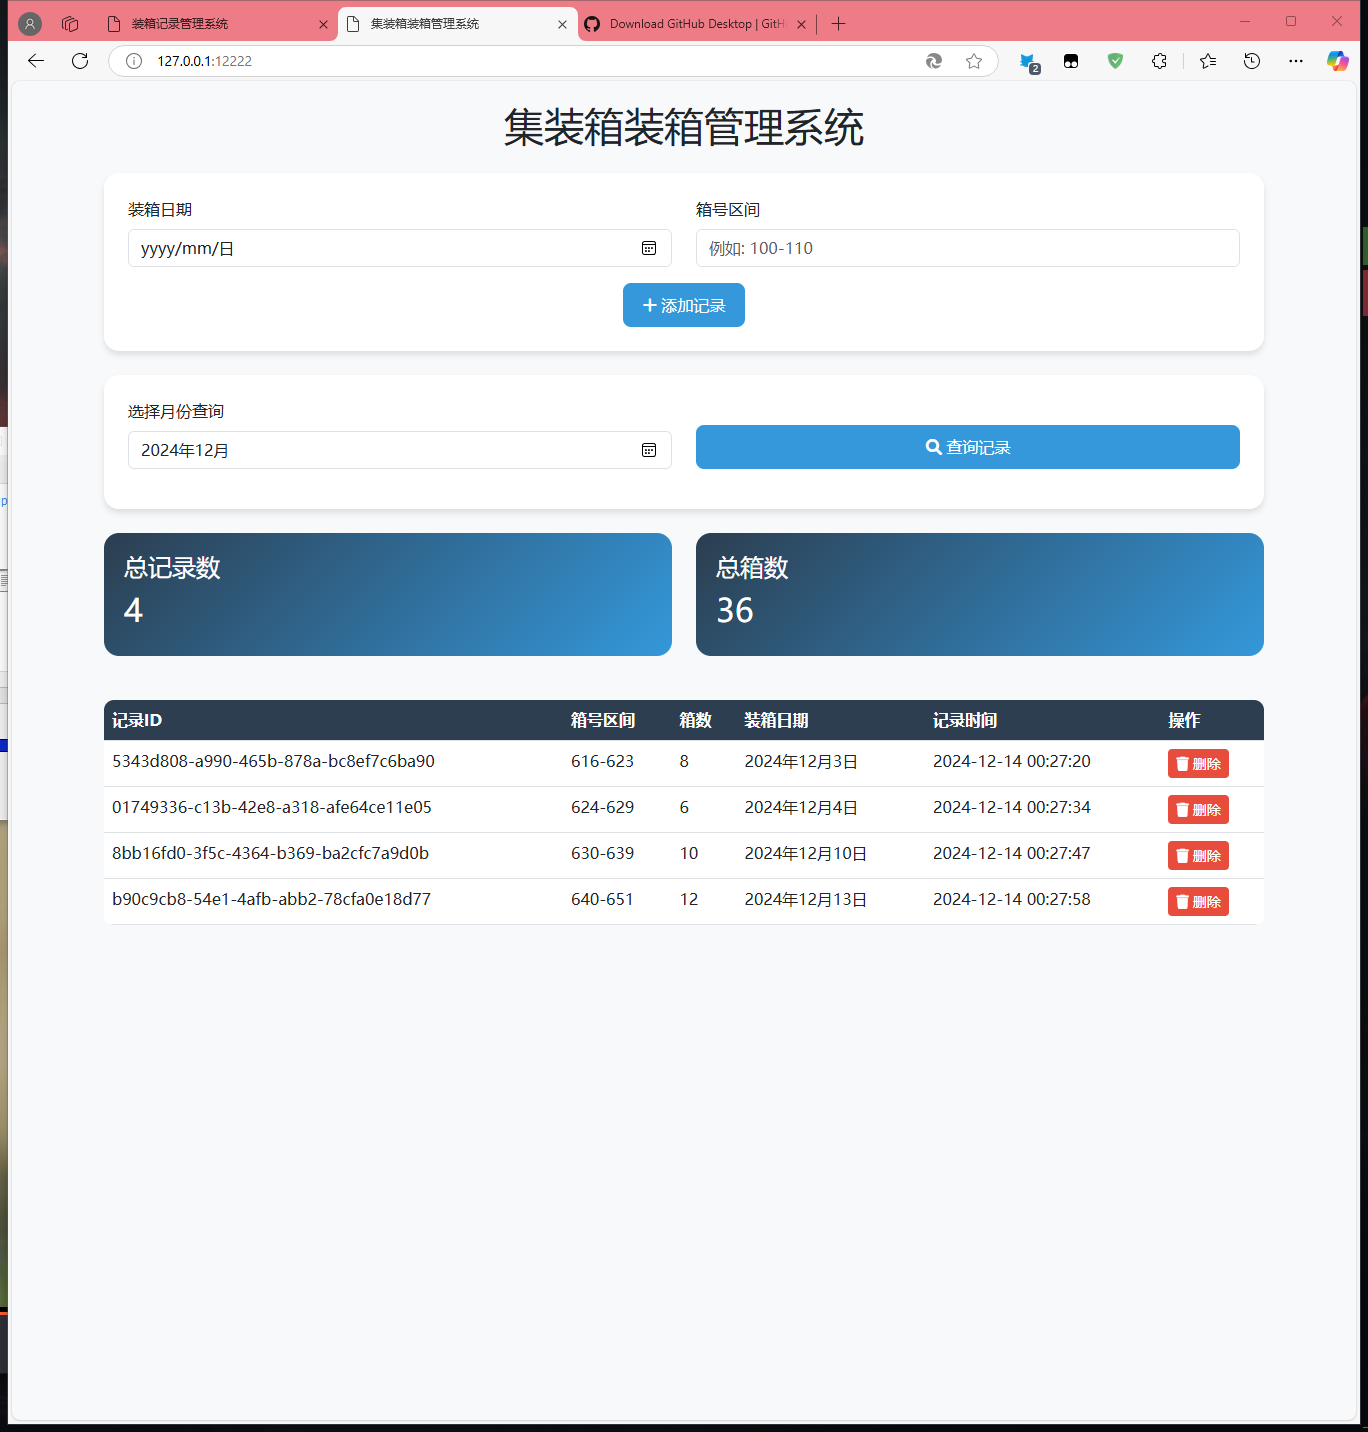 装箱记录管理系统
集装箱装箱管理系统
Download GitHub Desktop | GitH
127.0.0.1:12222
2
集装箱装箱管理系统
装箱日期
箱号区间
yyyy/mm/日
例如: 100-110
添加记录
选择月份查询
2024年12月
查询记录
总记录数
总箱数
4
36
记录ID 箱号区间 箱数 装箱日期 记录时间 操作
5343d808-a990-465b-878a-bc8ef7c6ba90 616-623 8 2024年12月3日 2024-12-14 00:27:20 删除
01749336-c13b-42e8-a318-afe64ce11e05 624-629 6 2024年12月4日 2024-12-14 00:27:34 删除
8bb16fd0-3f5c-4364-b369-ba2cfc7a9d0b 630-639 10 2024年12月10日 2024-12-14 00:27:47 删除
b90c9cb8-54e1-4afb-abb2-78cfa0e18d77 640-651 12 2024年12月13日 2024-12-14 00:27:58 删除